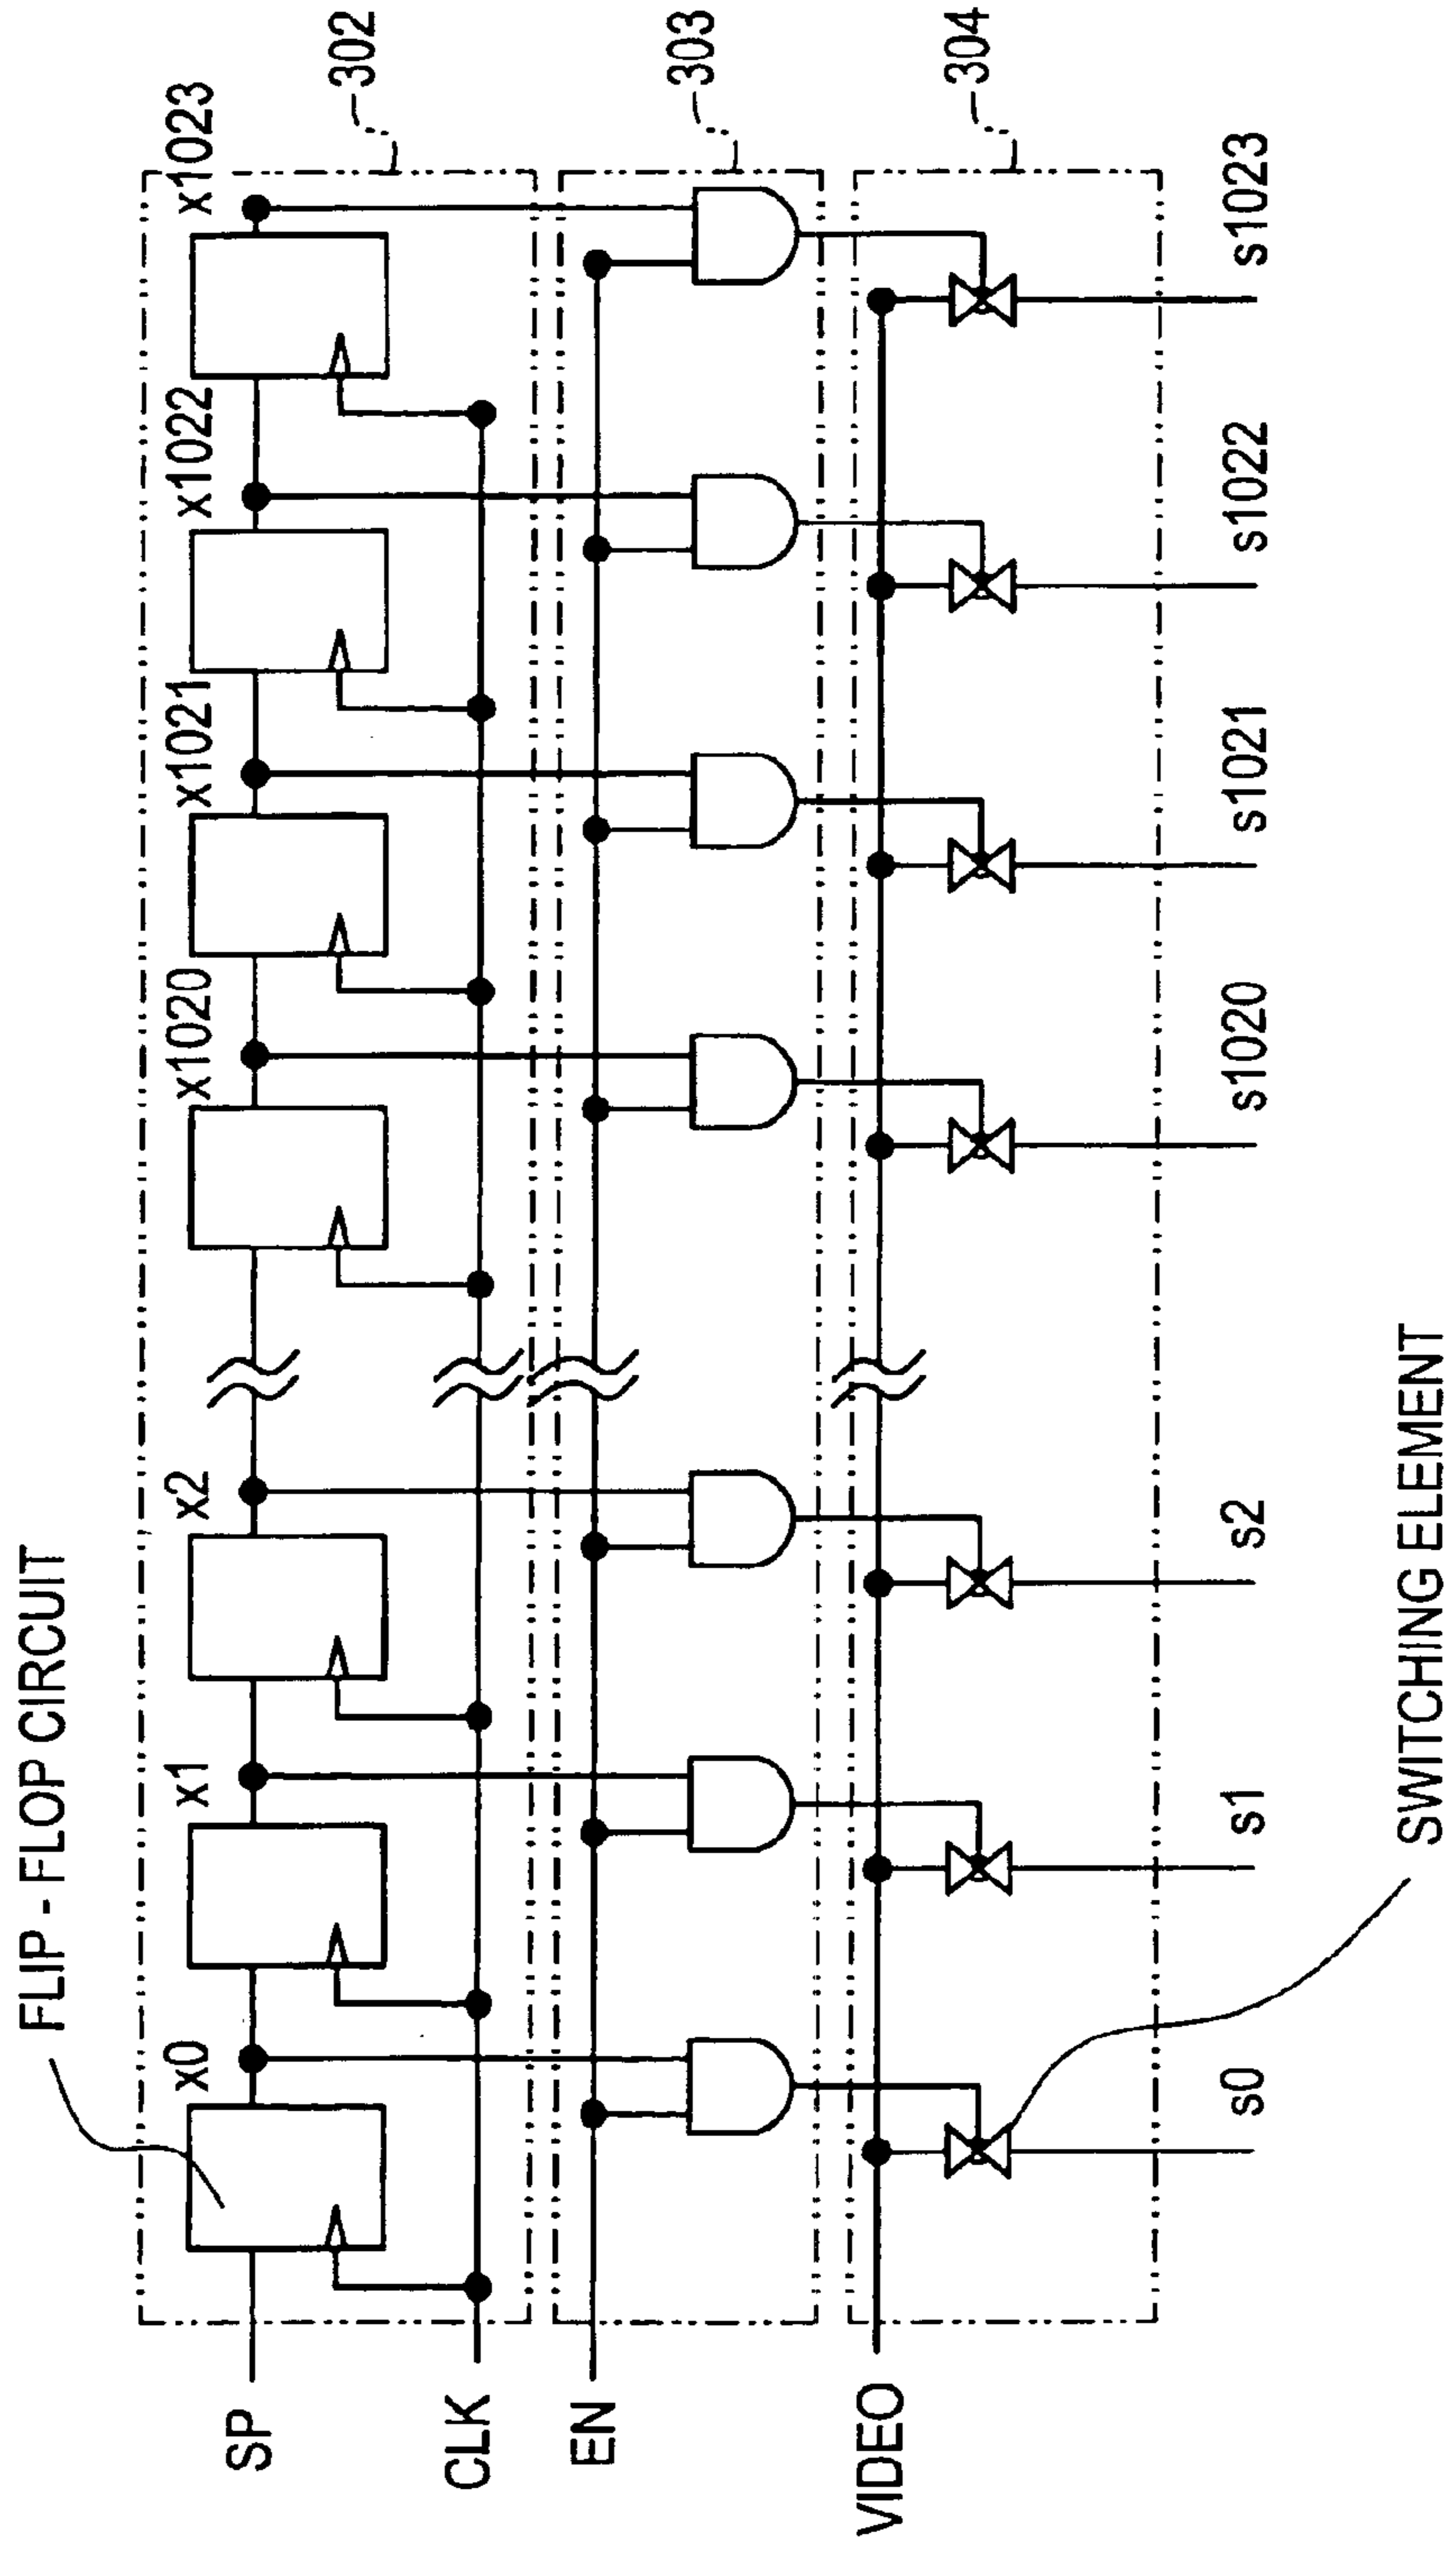 FLIP - FLOP CIRCUIT
x0
x1
x2
x1020
x1021
x1022
x1023
302
SP
CLK
EN
303
VIDEO
304
s0
s1
s2
s1020
s1021
s1022
s1023
SWITCHING ELEMENT